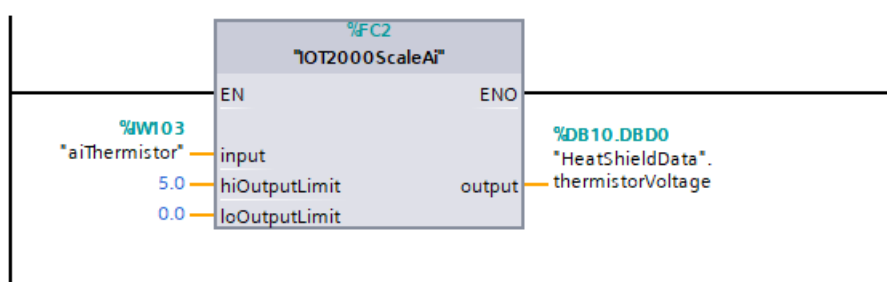 %FC2
"IOT2000ScaleAi"
EN
ENO
%IW103
"aiThermistor"
input
5.0
hiOutputLimit
0.0
loOutputLimit
output
%DB10.DBD0
"HeatShieldData".
thermistorVoltage